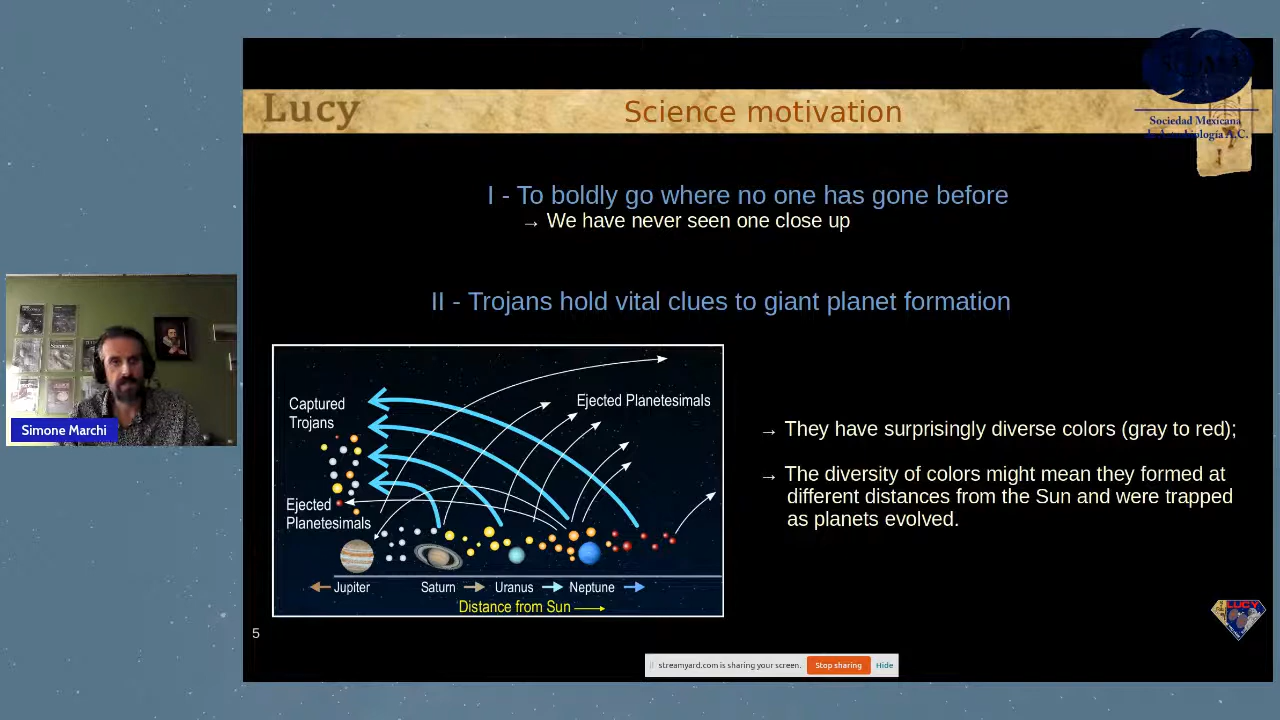 Lucy
Science motivation
Sociedad Mexicana
de Astrobiología A.C.
I - To boldly go where no one has gone before
→ We have never seen one close up
II - Trojans hold vital clues to giant planet formation
Captured
Trojans
Ejected Planetesimals
Ejected
Planetesimals
Jupiter
Saturn
Uranus
Neptune
Distance from Sun
→ They have surprisingly diverse colors (gray to red);
→ The diversity of colors might mean they formed at
different distances from the Sun and were trapped
as planets evolved.
Simone Marchi
LUCY
5
streamyard.com is sharing your screen.
Stop sharing
Hide